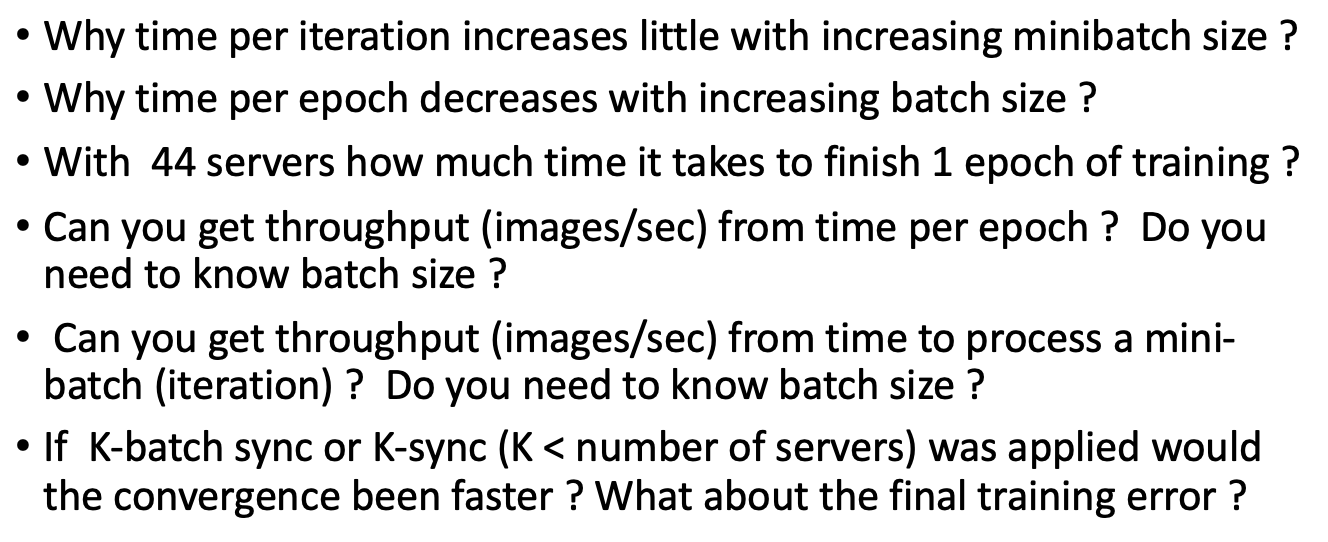 • Why time per iteration increases little with increasing minibatch size ?
• Why time per epoch decreases with increasing batch size ?
• With  44 servers how much time it takes to finish 1 epoch of training ?
• Can you get throughput (images/sec) from time per epoch ?  Do you
need to know batch size ?
•  Can you get throughput (images/sec) from time to process a mini-
batch (iteration) ?  Do you need to know batch size ?
• If  K-batch sync or K-sync (K < number of servers) was applied would
the convergence been faster ? What about the final training error ?